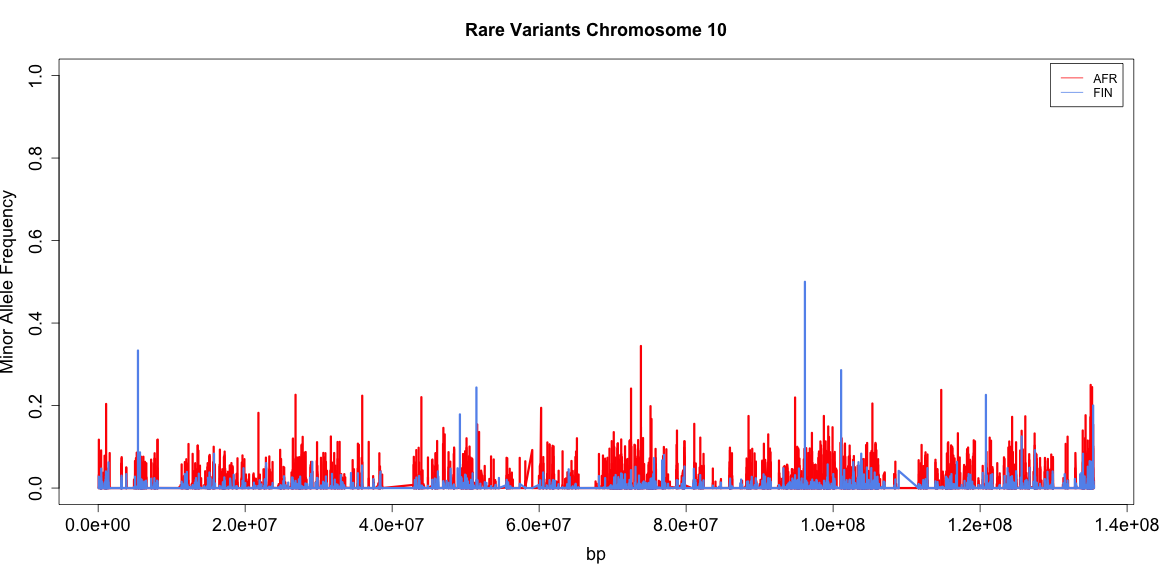 Rare Variants Chromosome 10
AFR
FIN
Minor Allele Frequency
1.0
0.8
0.6
0.4
0.2
0.0
0.0e+00 2.0e+07 4.0e+07 6.0e+07 8.0e+07 1.0e+08 1.2e+08 1.4e+08
bp